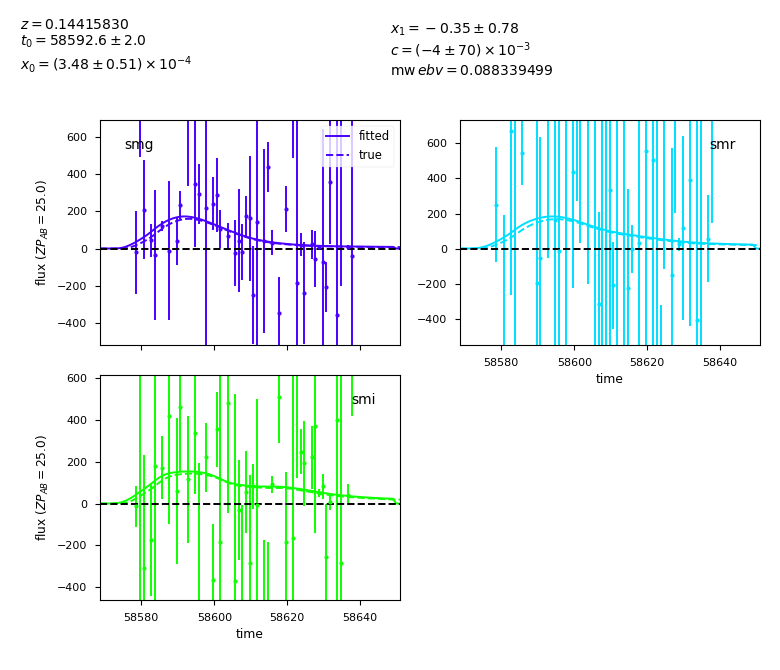 z = 0.14415830
t₀ = 58592.6 ± 2.0
x₀ = (3.48 ± 0.51) × 10⁻⁴
x₁ = −0.35 ± 0.78
c = (−4 ± 70) × 10⁻³
mw ebv = 0.088339499
smg
fitted
true
600
400
200
0
−200
−400
flux (ZP_AB = 25.0)
smr
600
400
200
0
−200
−400
58580
58600
58620
58640
time
smi
600
400
200
0
−200
−400
flux (ZP_AB = 25.0)
58580
58600
58620
58640
time